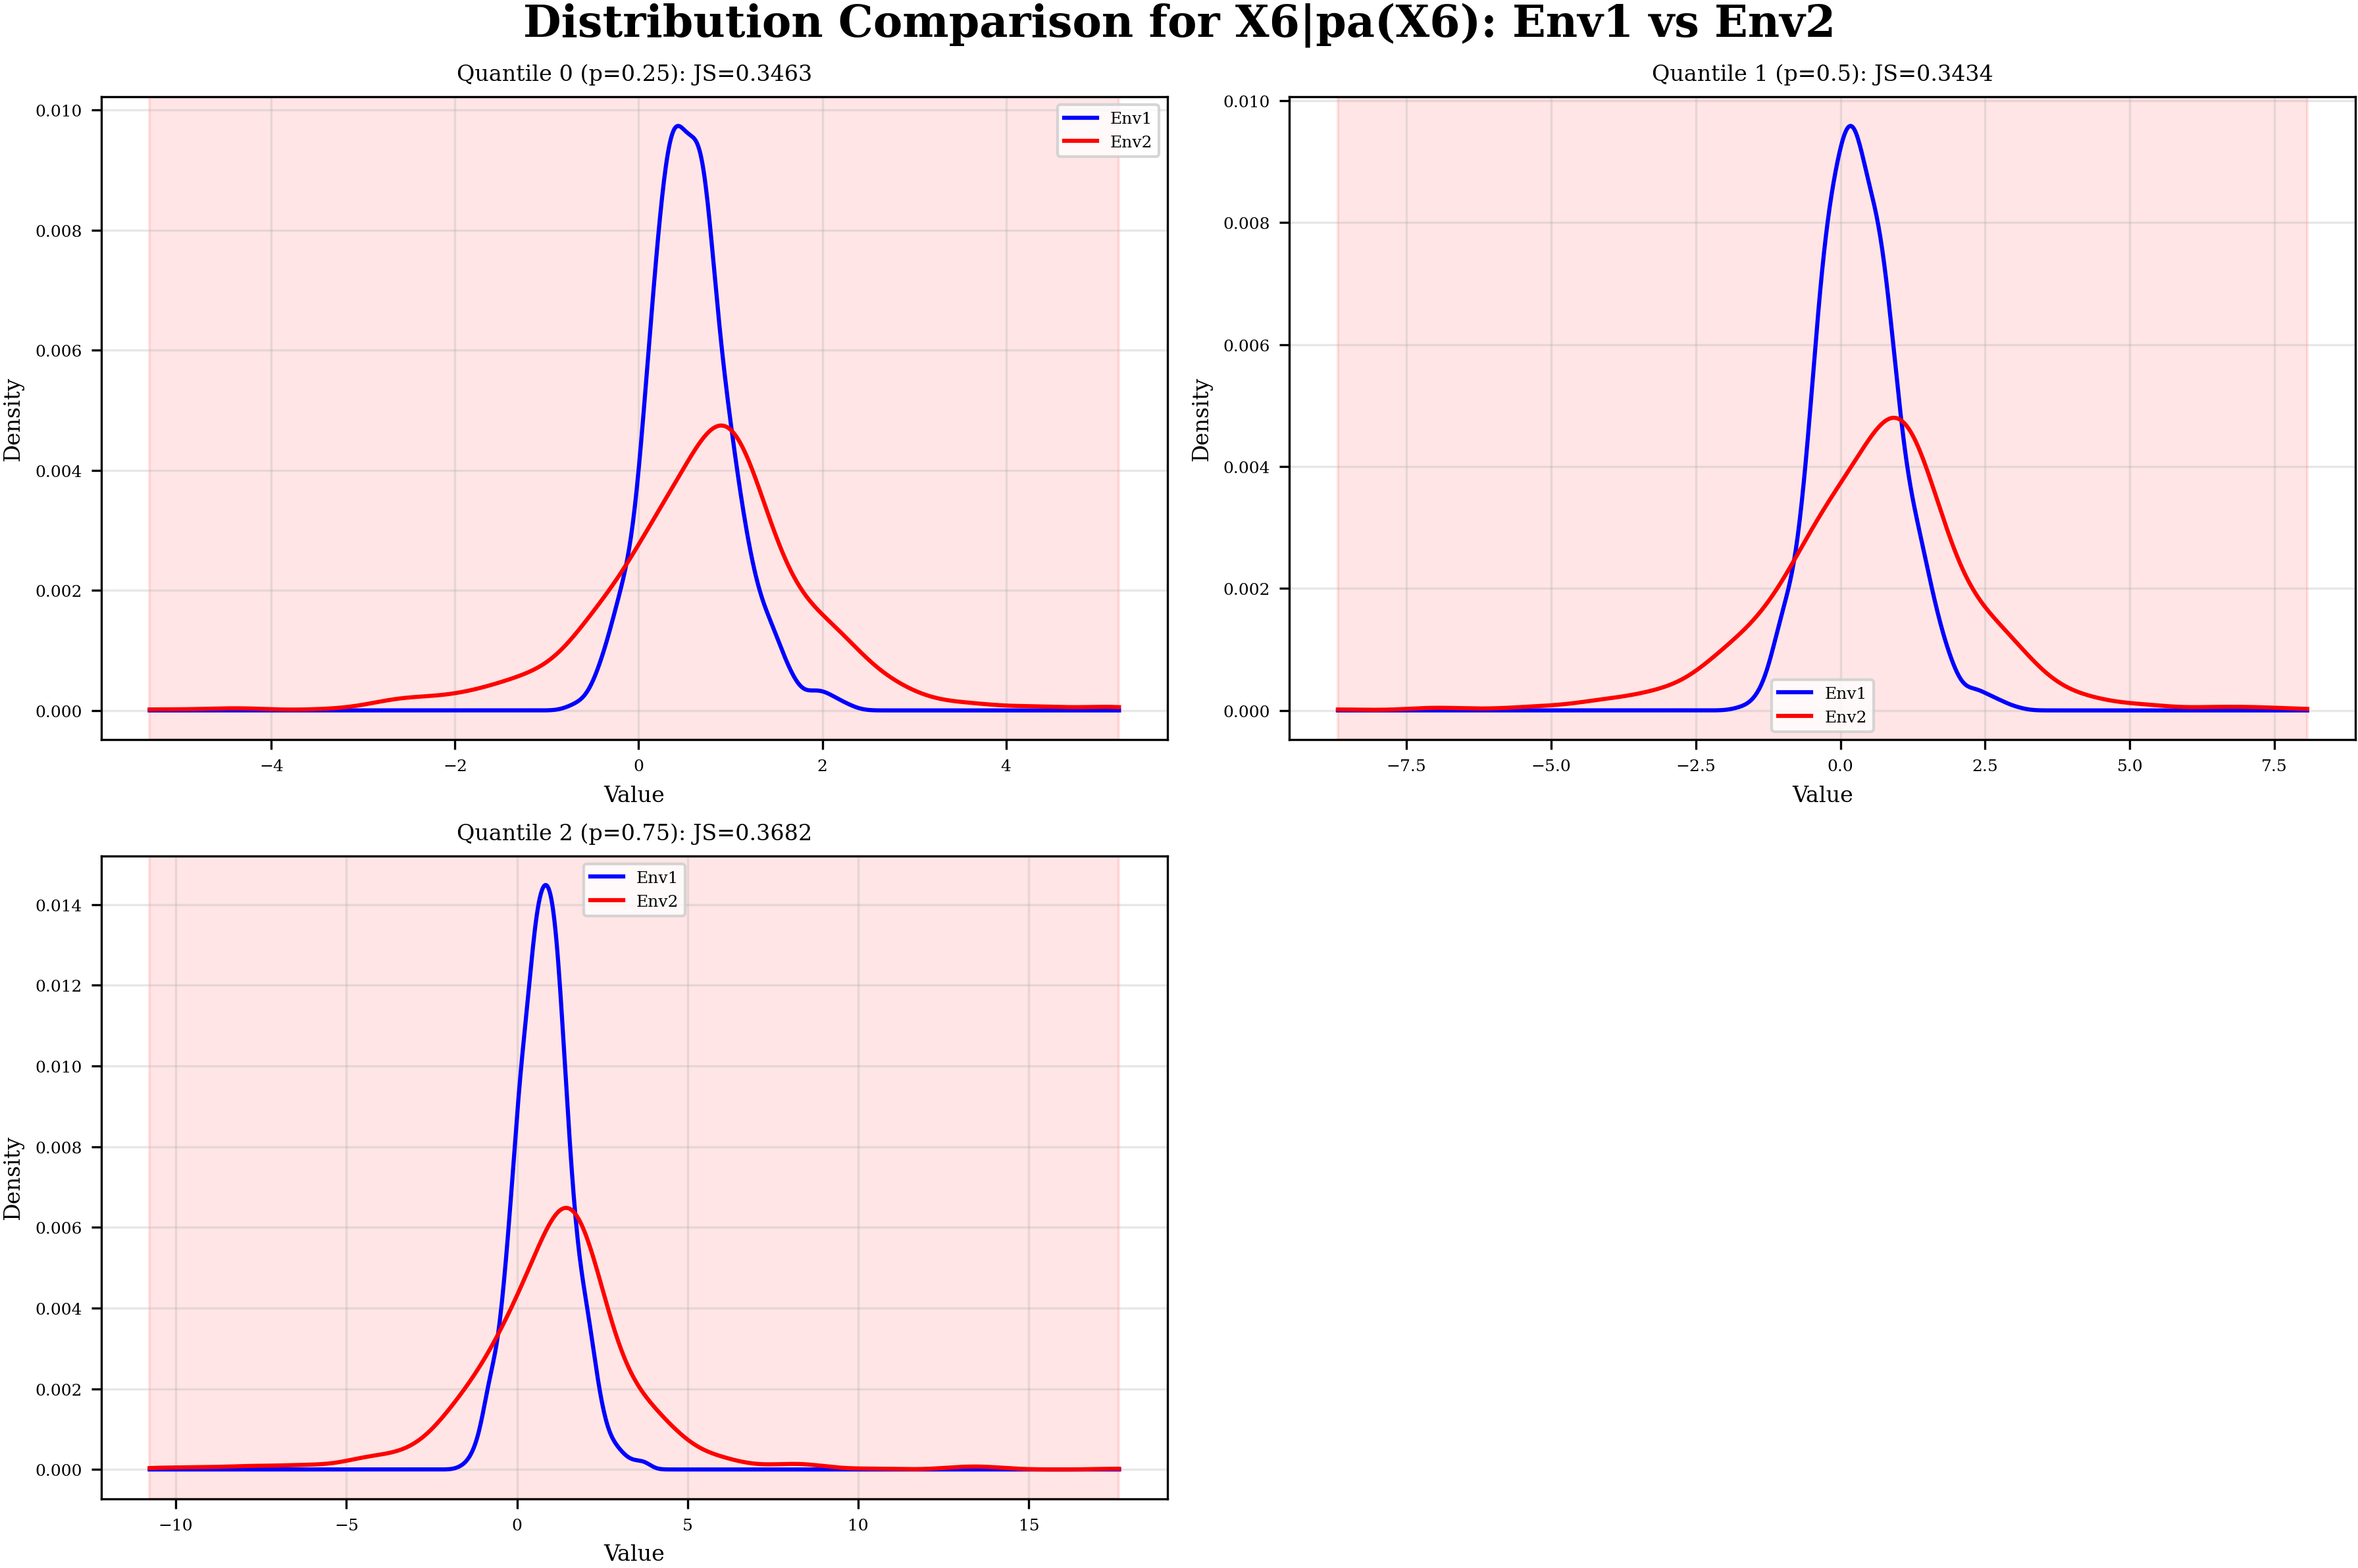 Distribution Comparison for X6|pa(X6): Env1 vs Env2
Quantile 0 (p=0.25): JS=0.3463
0.010
0.008
0.006
0.004
0.002
0.000
Density
Env1
Env2
−4
−2
0
2
4
Value
Quantile 1 (p=0.5): JS=0.3434
0.010
0.008
0.006
0.004
0.002
0.000
Density
Env1
Env2
−7.5
−5.0
−2.5
0.0
2.5
5.0
7.5
Value
Quantile 2 (p=0.75): JS=0.3682
0.014
0.012
0.010
0.008
0.006
0.004
0.002
0.000
Density
Env1
Env2
−10
−5
0
5
10
15
Value